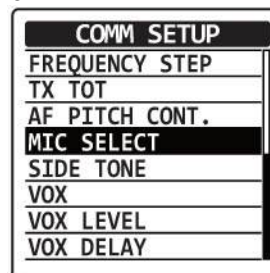 COMM SETUP
FREQUENCY STEP
TX TOT
AF PITCH CONT.
MIC SELECT
SIDE TONE
VOX
VOX LEVEL
VOX DELAY